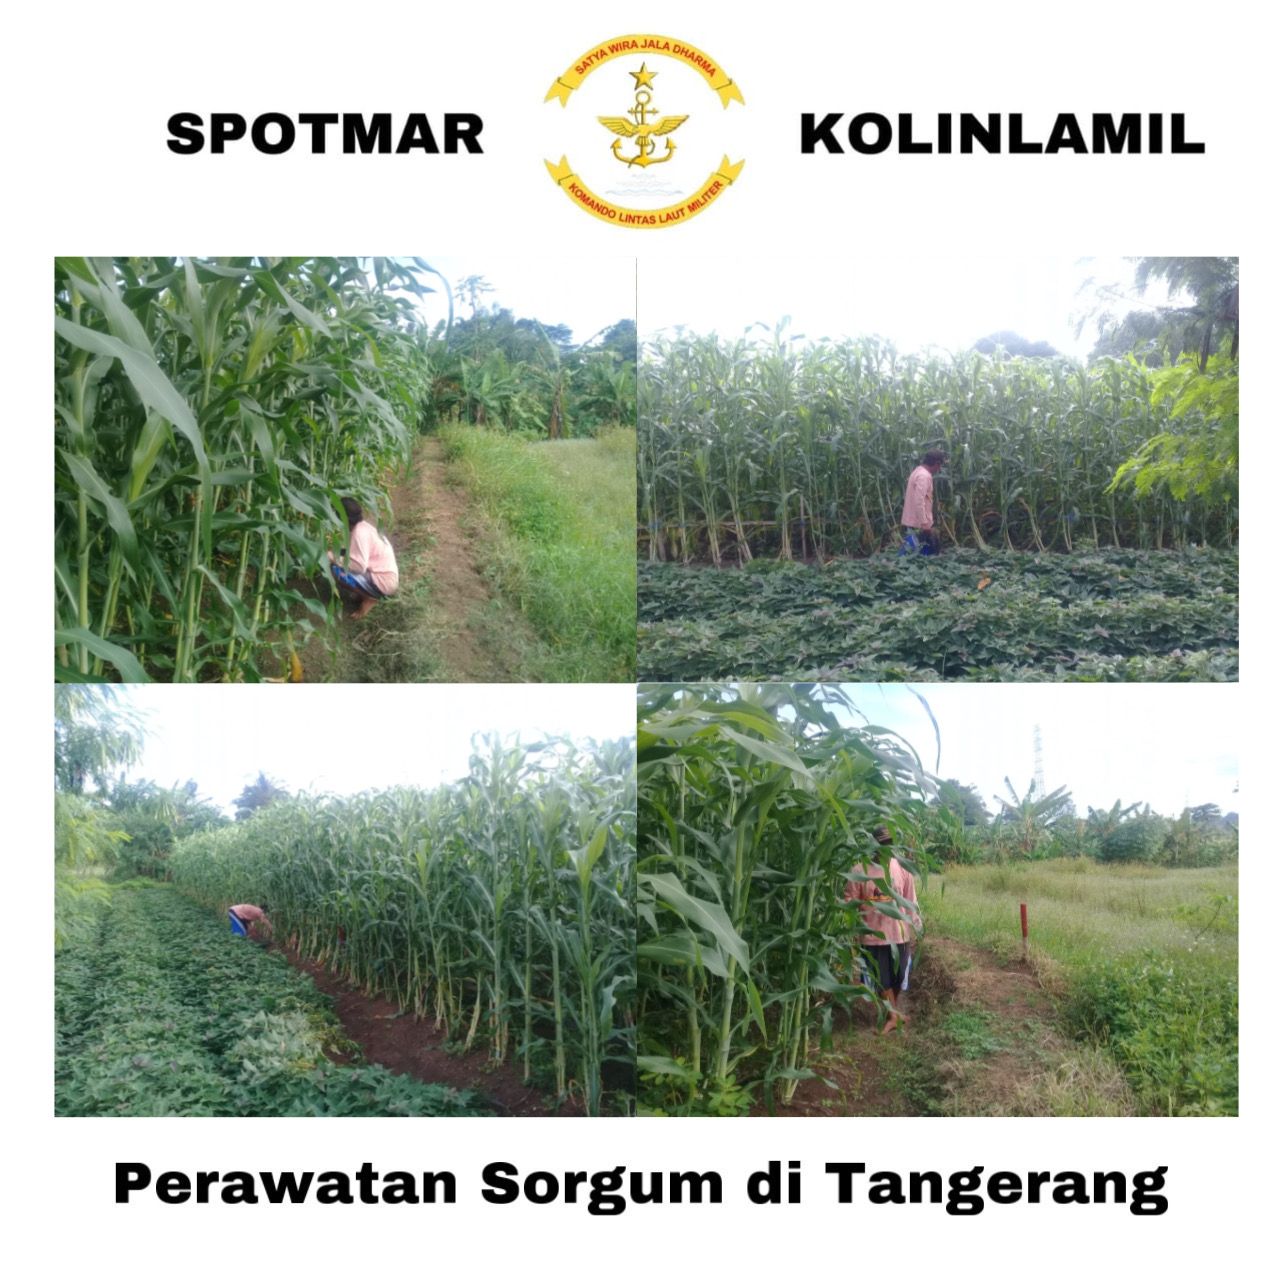 SPOTMAR
SATYA WIRA JALA DHARMA
KOMANDO LINTAS LAUT MILITER
KOLINLAMIL
Perawatan Sorgum di Tangerang